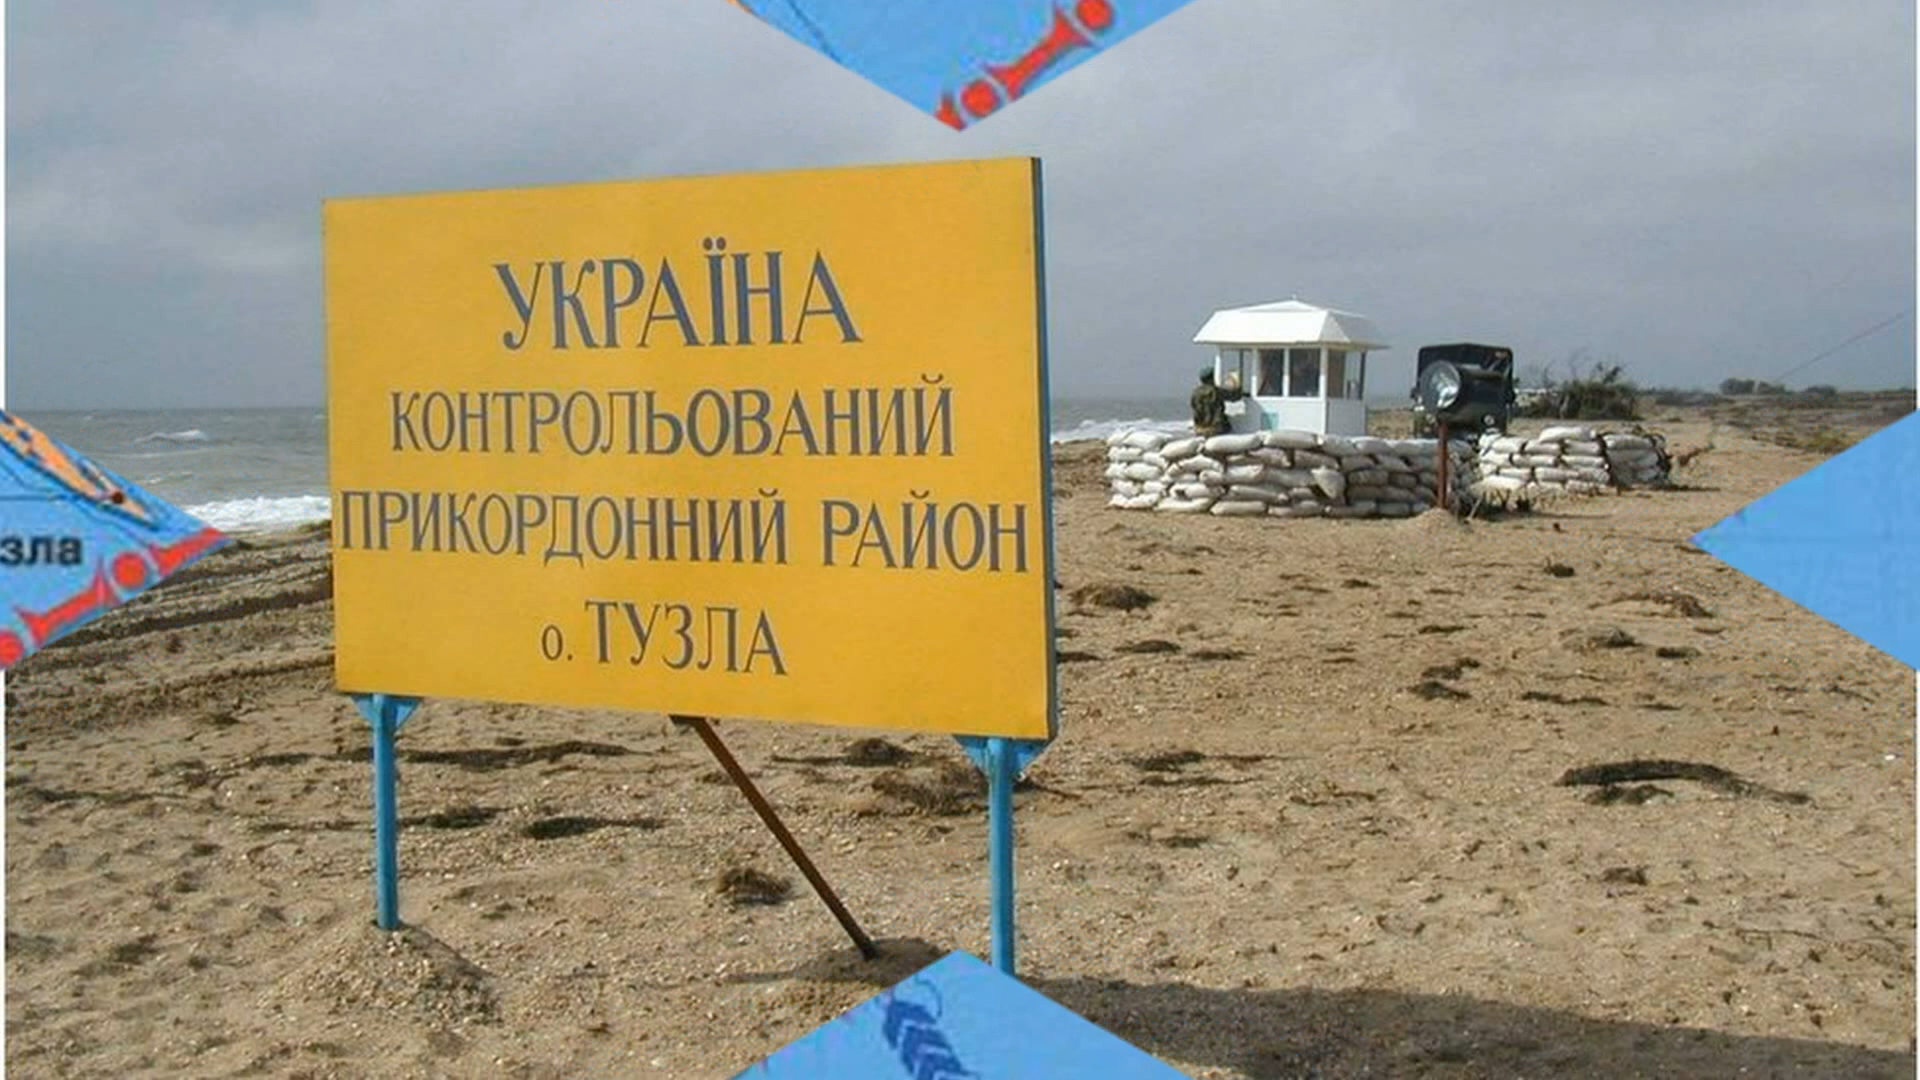 УКРАЇНА
КОНТРОЛЬОВАНИЙ
ПРИКОРДОННИЙ РАЙОН
о. ТУЗЛА
зла